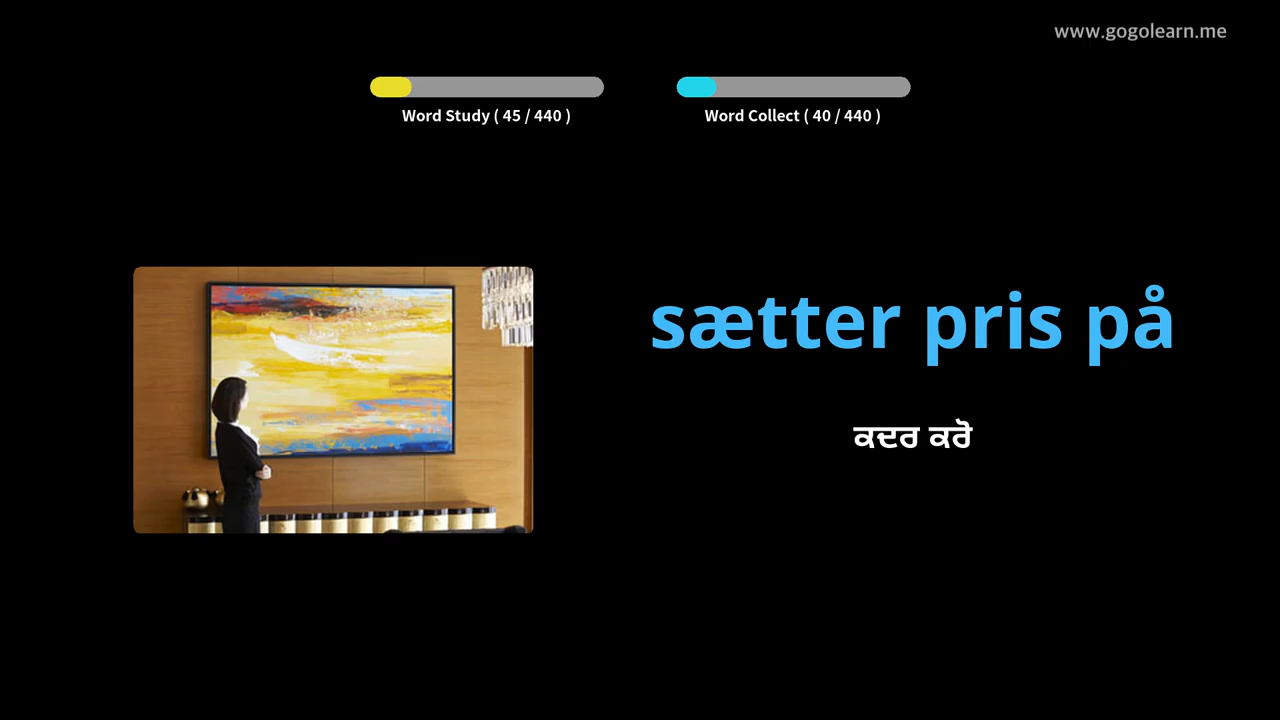 www.gogolearn.me
Word Study ( 45 / 440 )
Word Collect ( 40 / 440 )
sætter pris på
ਕਦਰ ਕਰੋ